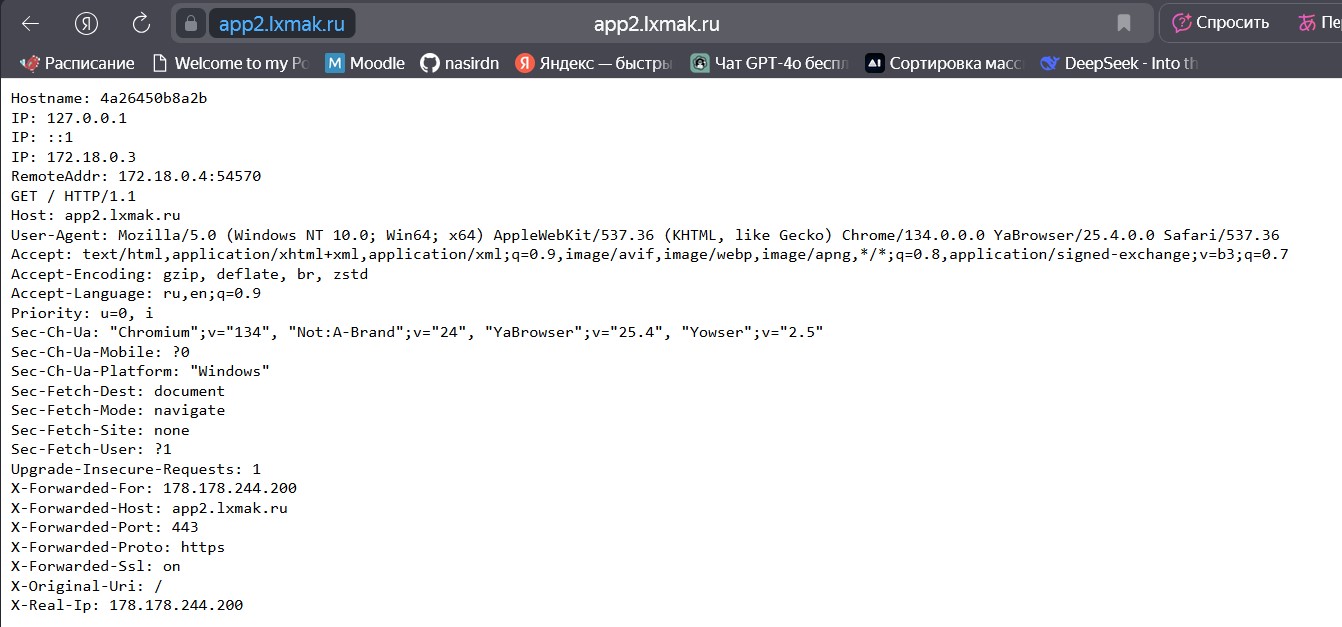 app2.lxmak.ru app2.lxmak.ru Спросить
Расписание Welcome to my M Moodle nasirdn Я Яндекс — быстры Чат GPT-4o беспл AI Сортировка масс DeepSeek - Into th
Hostname: 4a26450b8a2b
IP: 127.0.0.1
IP: ::1
IP: 172.18.0.3
RemoteAddr: 172.18.0.4:54570
GET / HTTP/1.1
Host: app2.lxmak.ru
User-Agent: Mozilla/5.0 (Windows NT 10.0; Win64; x64) AppleWebKit/537.36 (KHTML, like Gecko) Chrome/134.0.0.0 YaBrowser/25.4.0.0 Safari/537.36
Accept: text/html,application/xhtml+xml,application/xml;q=0.9,image/avif,image/webp,image/apng,*/*;q=0.8,application/signed-exchange;v=b3;q=0.7
Accept-Encoding: gzip, deflate, br, zstd
Accept-Language: ru,en;q=0.9
Priority: u=0, i
Sec-Ch-Ua: "Chromium";v="134", "Not:A-Brand";v="24", "YaBrowser";v="25.4", "Yowser";v="2.5"
Sec-Ch-Ua-Mobile: ?0
Sec-Ch-Ua-Platform: "Windows"
Sec-Fetch-Dest: document
Sec-Fetch-Mode: navigate
Sec-Fetch-Site: none
Sec-Fetch-User: ?1
Upgrade-Insecure-Requests: 1
X-Forwarded-For: 178.178.244.200
X-Forwarded-Host: app2.lxmak.ru
X-Forwarded-Port: 443
X-Forwarded-Proto: https
X-Forwarded-Ssl: on
X-Original-Uri: /
X-Real-Ip: 178.178.244.200